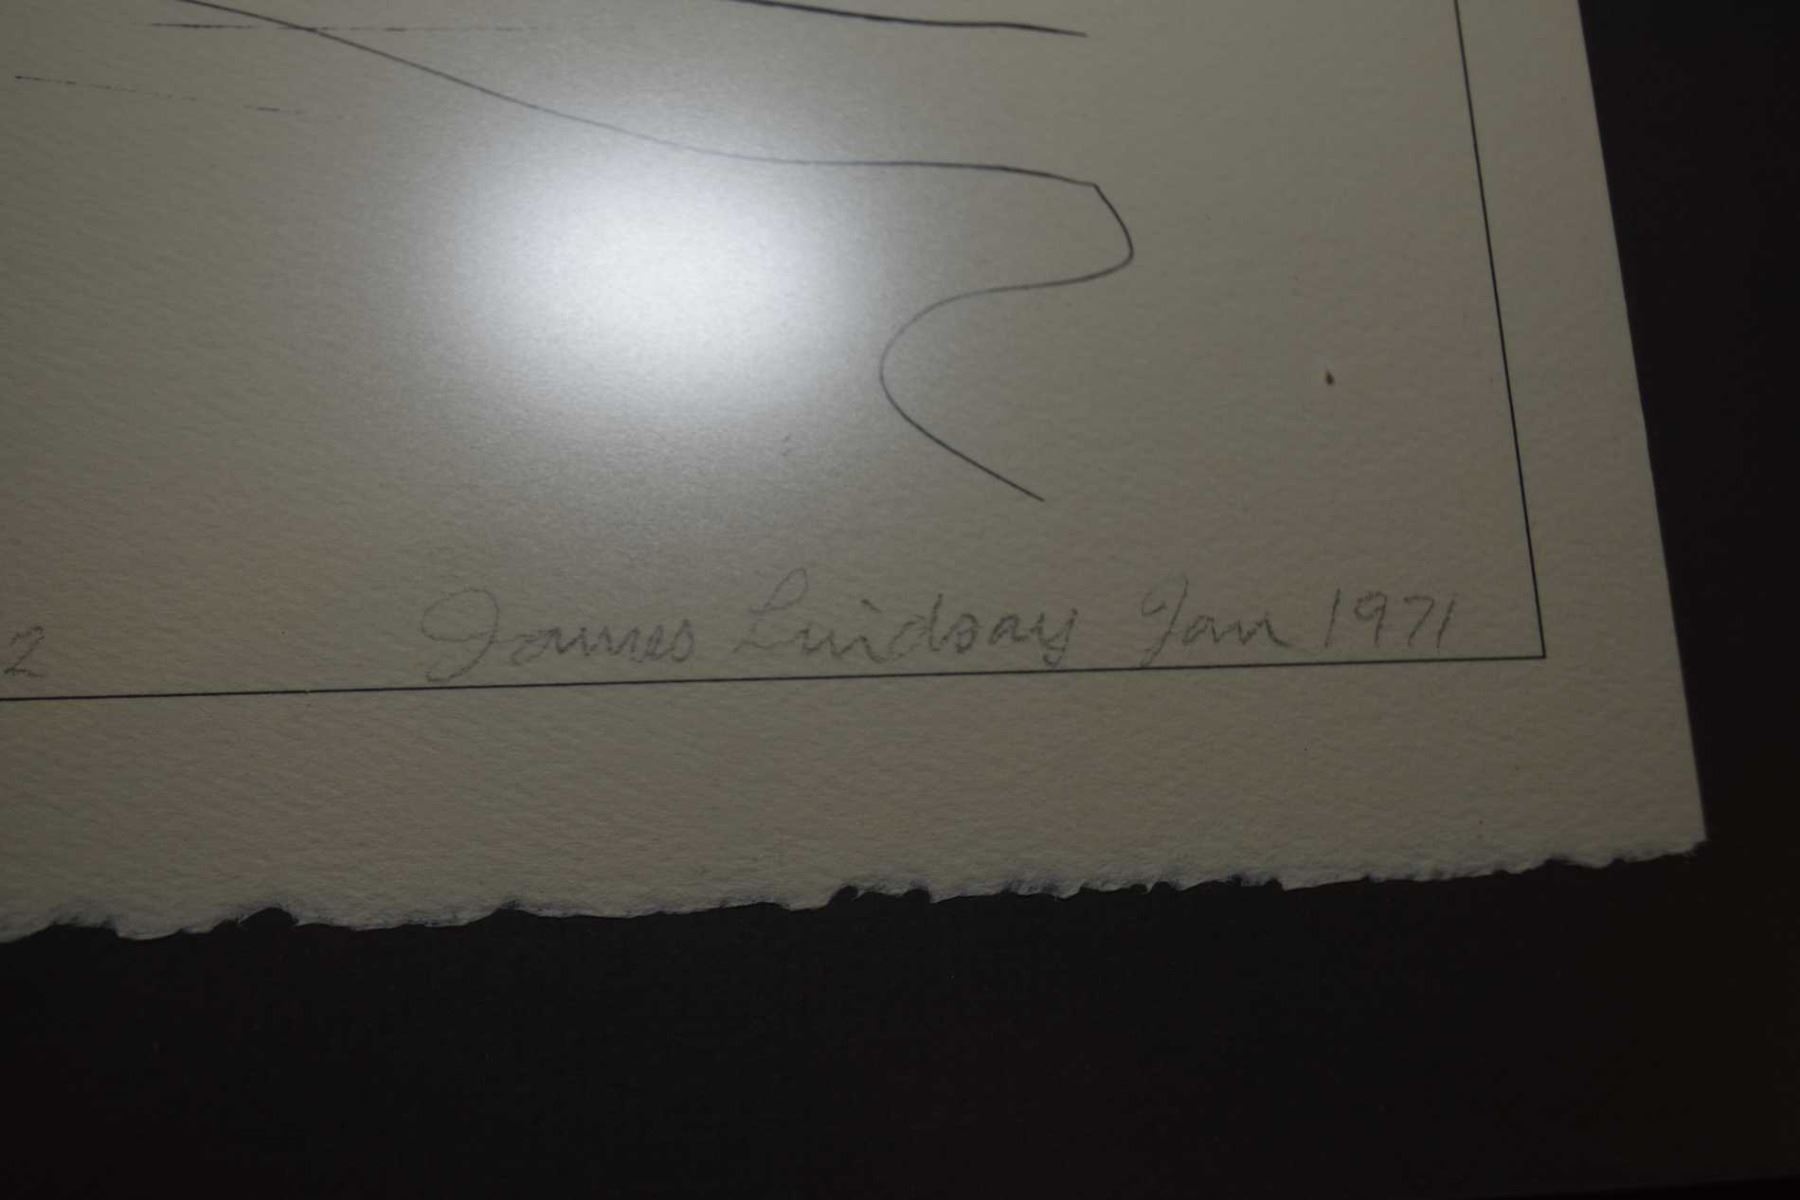 2 James Lindsay Jan 1971